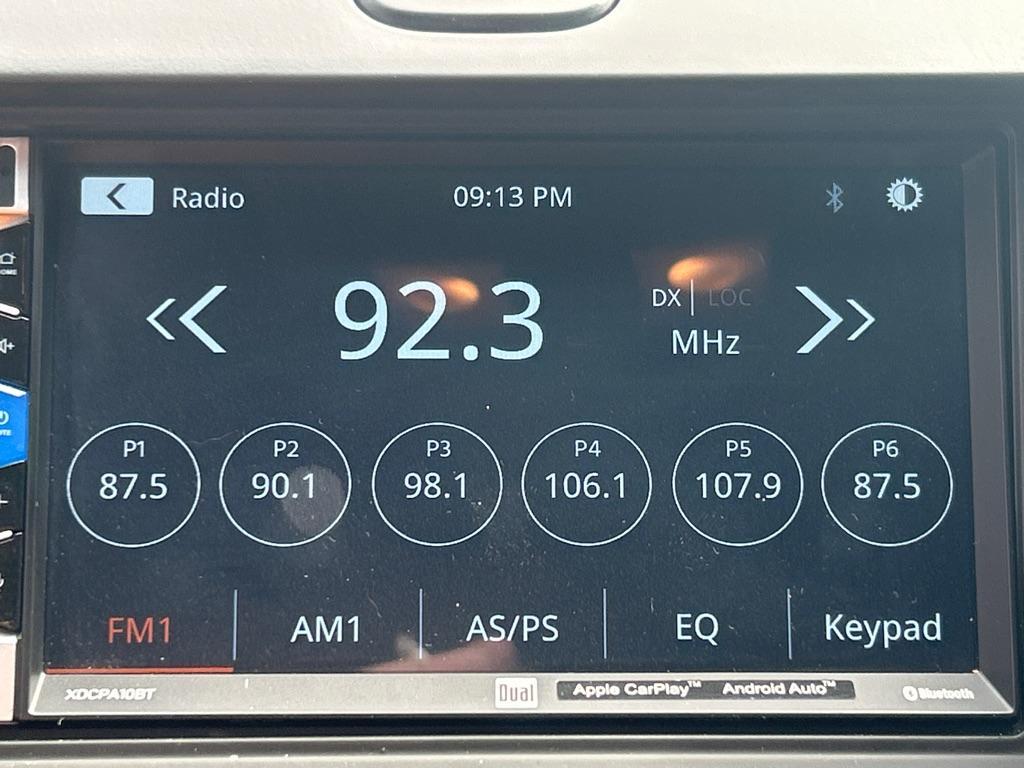 Radio
09:13 PM
92.3
DX | LOC
MHz
P1
87.5
P2
90.1
P3
98.1
P4
106.1
P5
107.9
P6
87.5
FM1
AM1
AS/PS
EQ
Keypad
XDCPA10BT
Dual
Apple CarPlay™ Android Auto™
Bluetooth